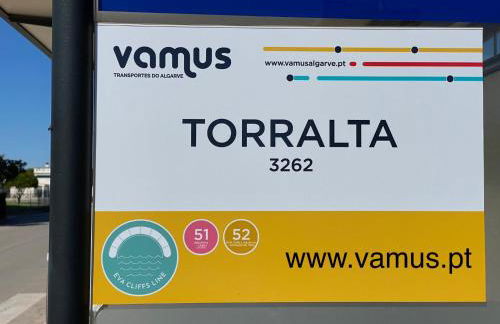 vamus
TRANSPORTES DO ALGARVE
www.vamusalgarve.pt
TORRALTA
3262
EVA CLIFFS LINE
51
52
www.vamus.pt